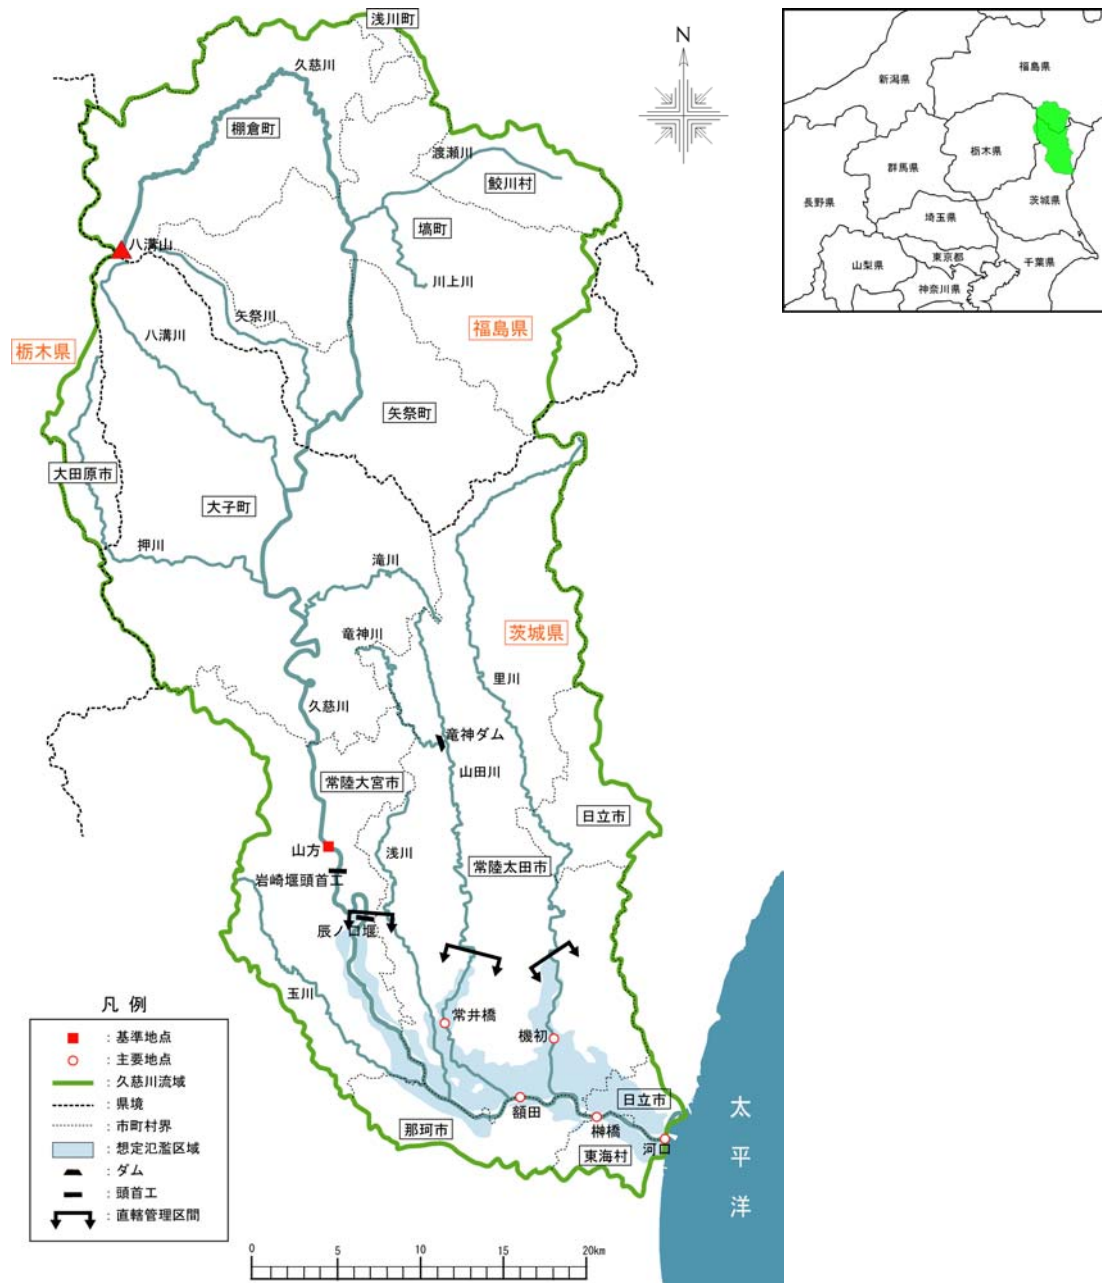 浅川町
N
久慈川
棚倉町
渡瀬川
鮫川村
塙町
八溝山
川上川
矢祭川
八溝川
福島県
栃木県
矢祭町
大田原市
大子町
押川
滝川
竜神川
茨城県
里川
久慈川
竜神ダム
山田川
常陸大宮市
日立市
山方
浅川
常陸太田市
岩崎堰頭首工
辰ノ口堰
玉川
常井橋
機初
額田
日立市
榊橋
河口
那珂市
東海村
太平洋
凡例
:基準地点
:主要地点
:久慈川流域
:県境
:市町村界
:想定氾濫区域
:ダム
:頭首工
:直轄管理区間
0 5 10 15 20km
新潟県
福島県
栃木県
群馬県
長野県
茨城県
埼玉県
東京都
山梨県
千葉県
神奈川県